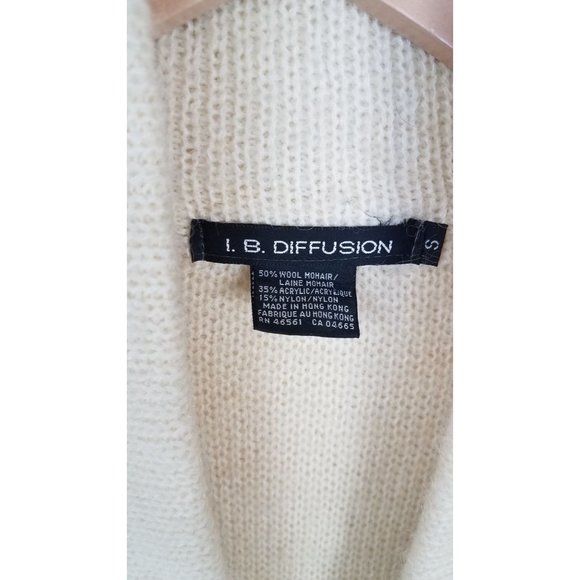 I. B. DIFFUSION
S
50% WOOL MOHAIR/
LAINE MOHAIR
35% ACRYLIC/ACRYLIQUE
15% NYLON/NYLON
MADE IN HONG KONG
FABRIQUE AU HONG KONG
RN 46561 CA 04665